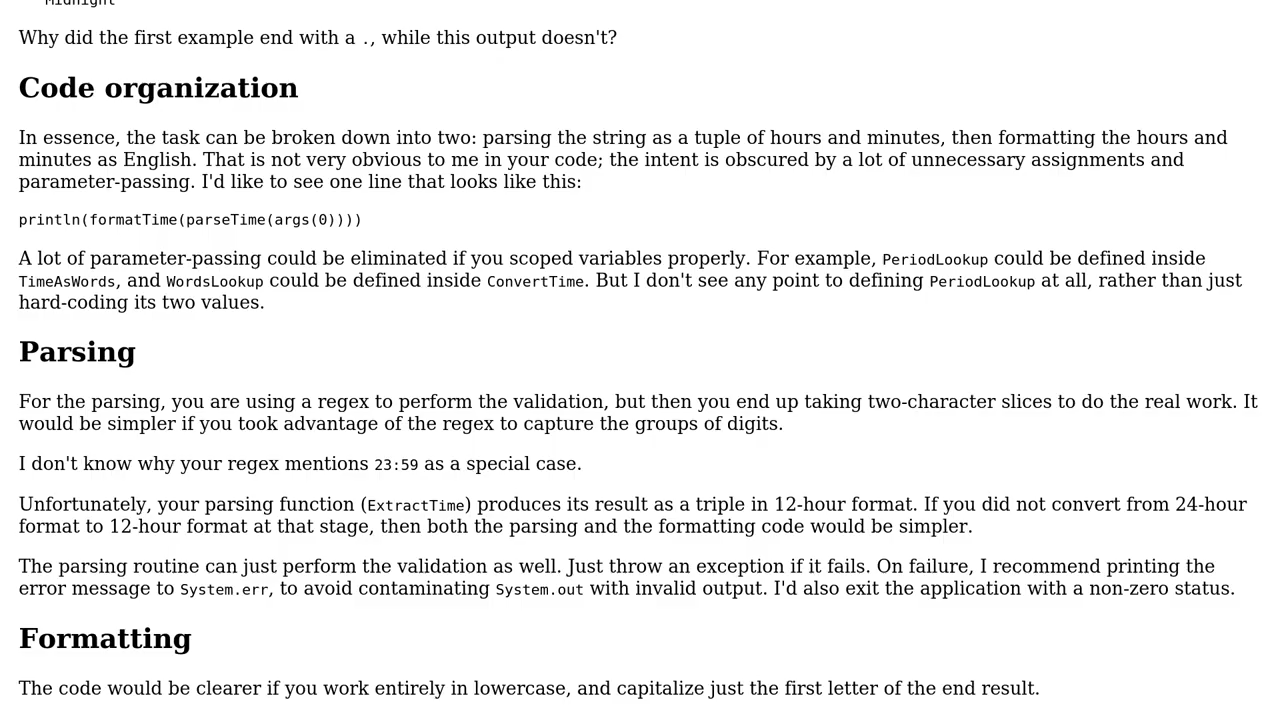 Midnight
Why did the first example end with a ., while this output doesn't?
Code organization
In essence, the task can be broken down into two: parsing the string as a tuple of hours and minutes, then formatting the hours and
minutes as English. That is not very obvious to me in your code; the intent is obscured by a lot of unnecessary assignments and
parameter-passing. I'd like to see one line that looks like this:
println(formatTime(parseTime(args(0))))
A lot of parameter-passing could be eliminated if you scoped variables properly. For example, PeriodLookup could be defined inside
TimeAsWords, and WordsLookup could be defined inside ConvertTime. But I don't see any point to defining PeriodLookup at all, rather than just
hard-coding its two values.
Parsing
For the parsing, you are using a regex to perform the validation, but then you end up taking two-character slices to do the real work. It
would be simpler if you took advantage of the regex to capture the groups of digits.
I don't know why your regex mentions 23:59 as a special case.
Unfortunately, your parsing function (ExtractTime) produces its result as a triple in 12-hour format. If you did not convert from 24-hour
format to 12-hour format at that stage, then both the parsing and the formatting code would be simpler.
The parsing routine can just perform the validation as well. Just throw an exception if it fails. On failure, I recommend printing the
error message to System.err, to avoid contaminating System.out with invalid output. I'd also exit the application with a non-zero status.
Formatting
The code would be clearer if you work entirely in lowercase, and capitalize just the first letter of the end result.